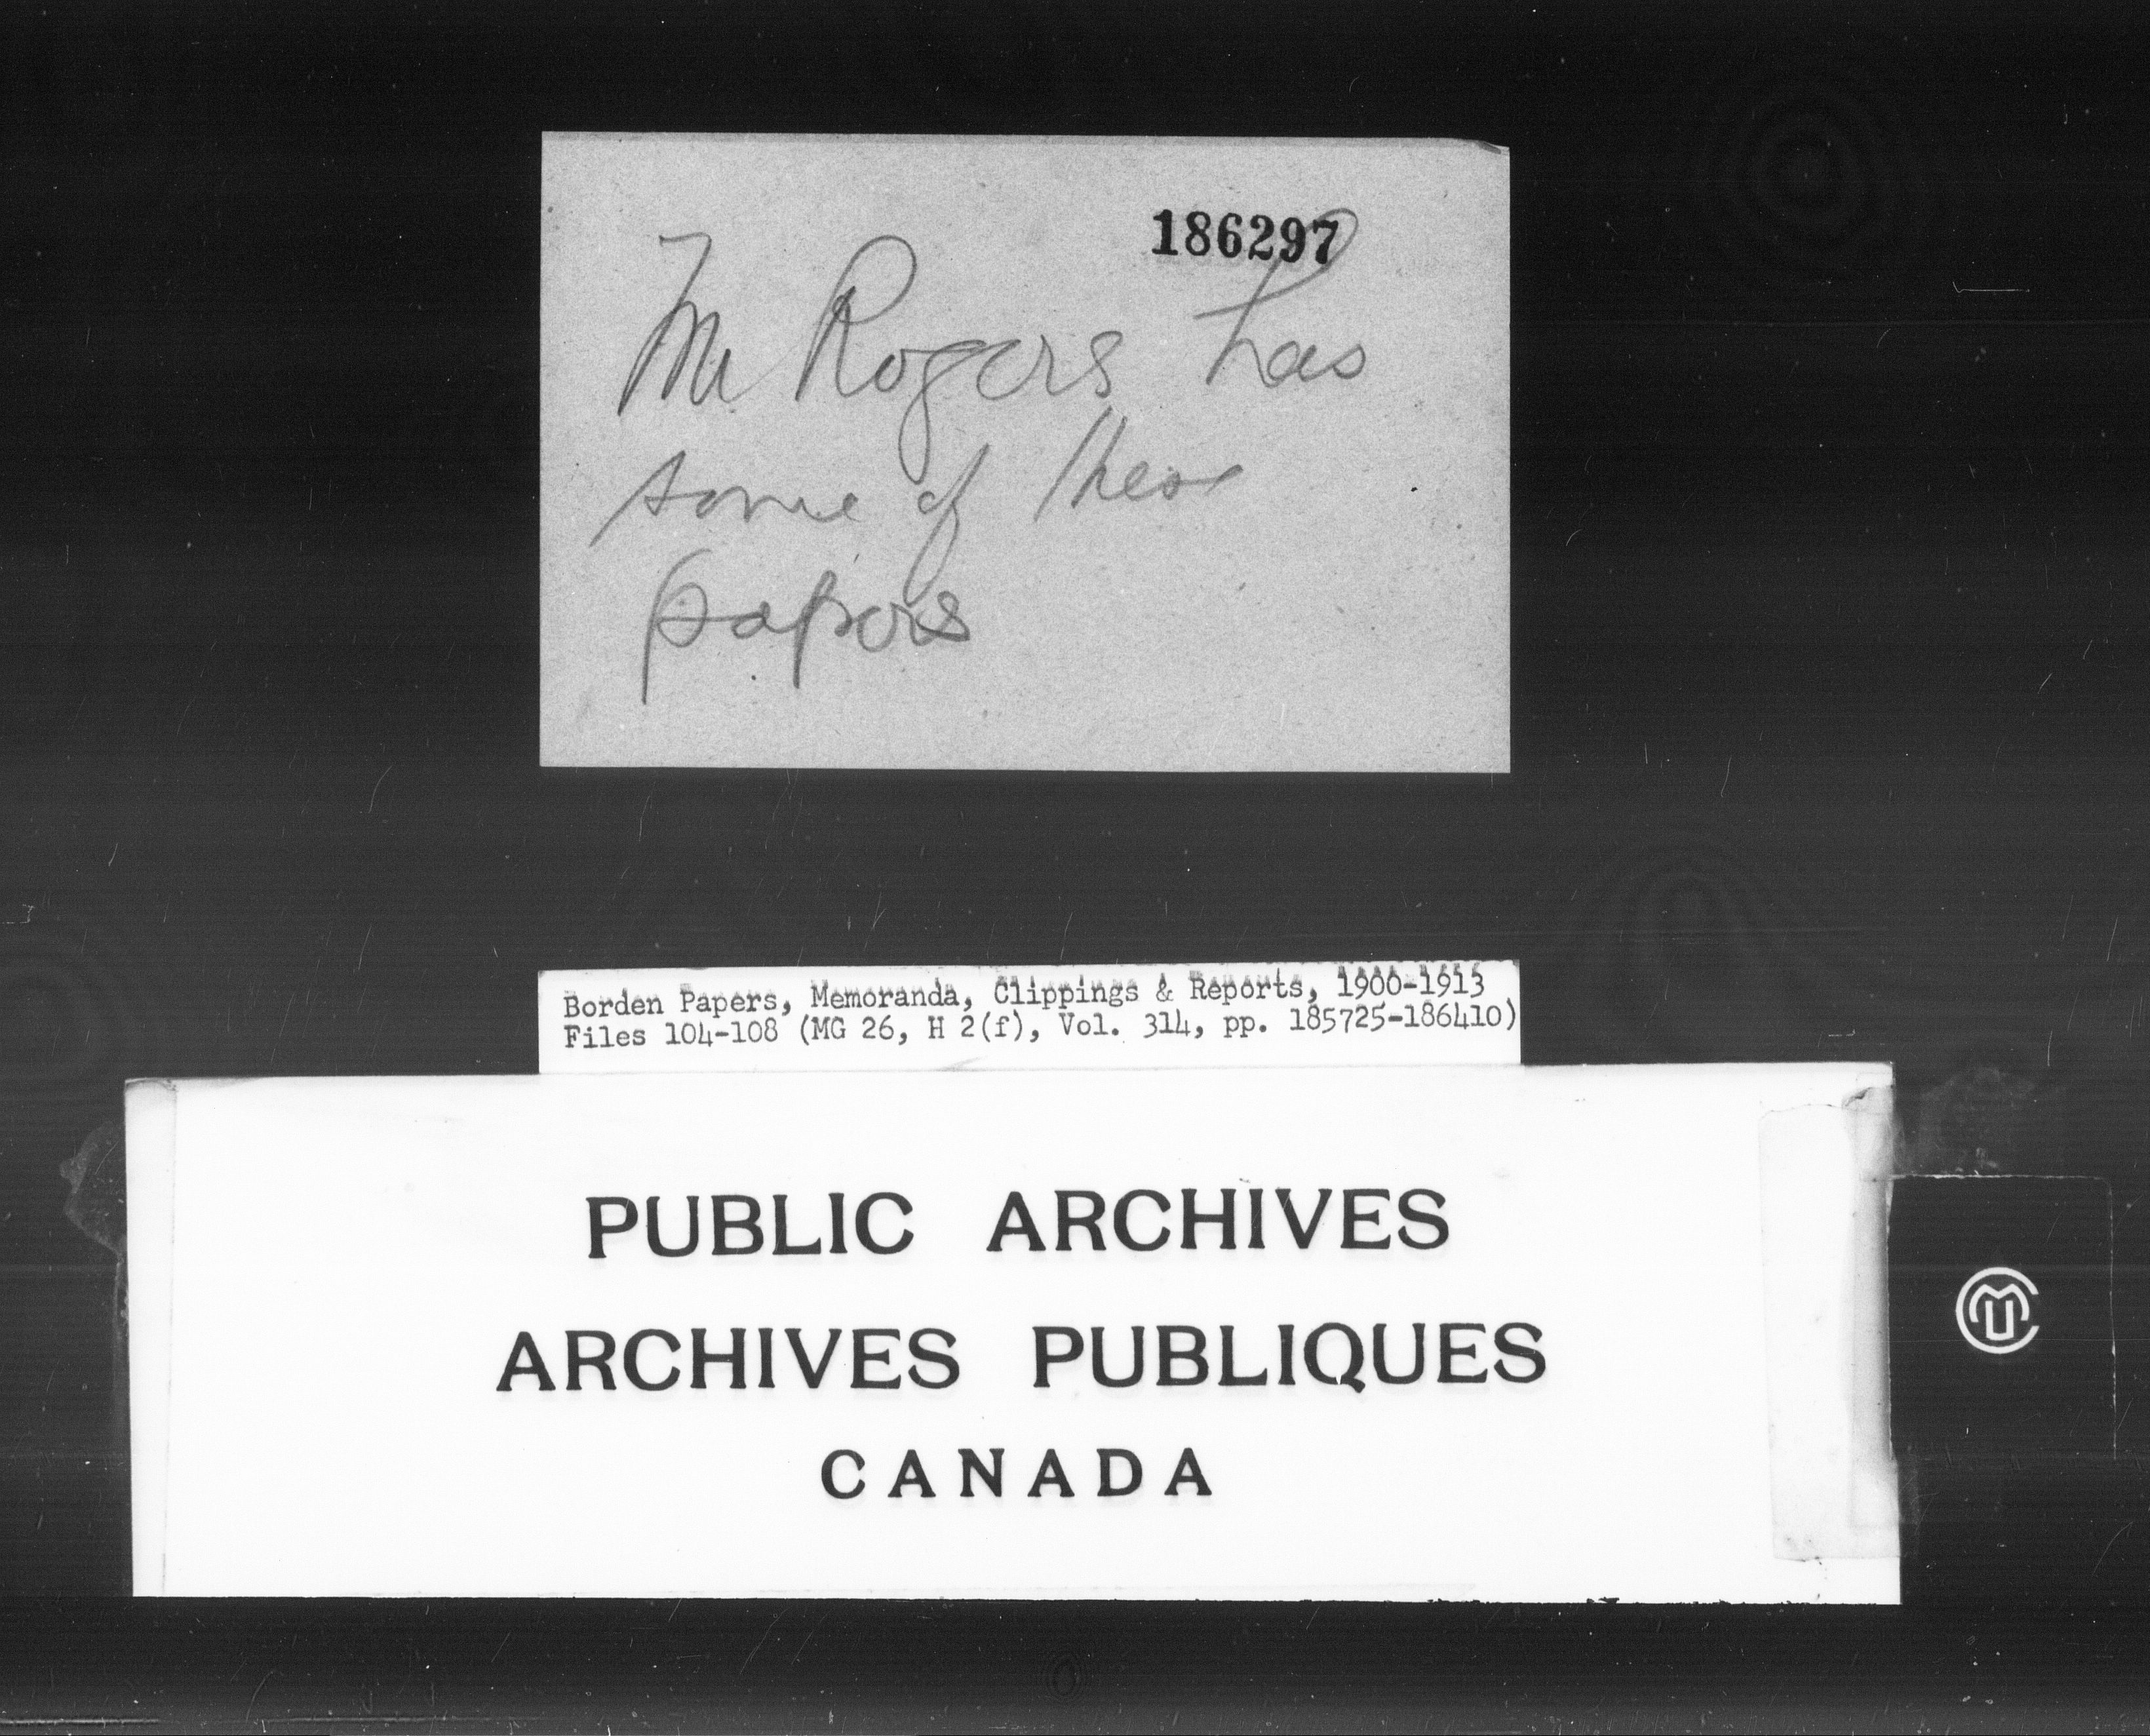 186297
Mr Rogers has
some of these
papers
Borden Papers, Memoranda, Clippings & Reports, 1900-1913
Files 104-108 (MG 26, H 2(f), Vol. 314, pp. 185725-186410)
PUBLIC ARCHIVES
ARCHIVES PUBLIQUES
CANADA